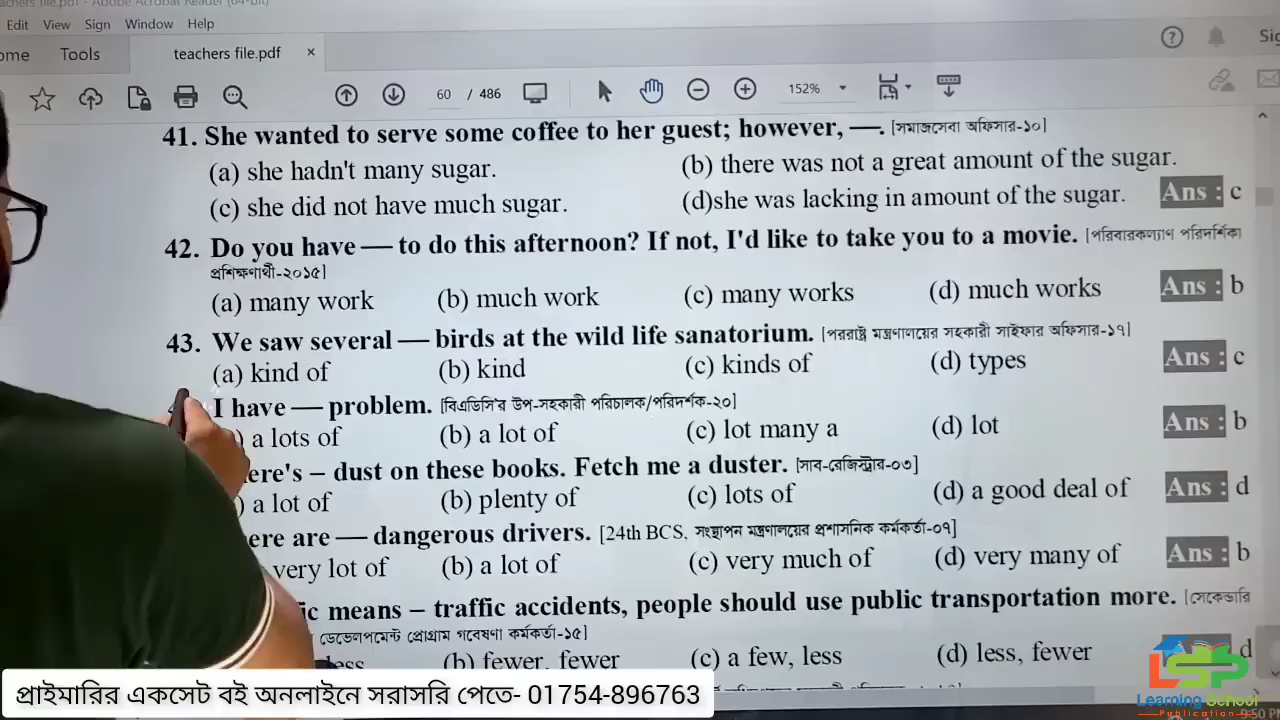 Edit View Sign Window Help
ome Tools teachers file.pdf ×
60 / 486 152%
41. She wanted to serve some coffee to her guest; however, —. [সমাজসেবা অফিসার-১০]
(a) she hadn't many sugar. (b) there was not a great amount of the sugar.
(c) she did not have much sugar. (d)she was lacking in amount of the sugar. Ans : c
42. Do you have — to do this afternoon? If not, I'd like to take you to a movie. [পরিবারকল্যাণ পরিদর্শিকা
প্রশিক্ষণার্থী-২০১৫]
(a) many work (b) much work (c) many works (d) much works Ans : b
43. We saw several — birds at the wild life sanatorium. [পররাষ্ট্র মন্ত্রণালয়ের সহকারী সাইফার অফিসার-১৭]
(a) kind of (b) kind (c) kinds of (d) types Ans : c
I have — problem. [বিএডিসি'র উপ-সহকারী পরিচালক/পরিদর্শক-২০]
) a lots of (b) a lot of (c) lot many a (d) lot Ans : b
ere's – dust on these books. Fetch me a duster. [সাব-রেজিস্ট্রার-০৩]
) a lot of (b) plenty of (c) lots of (d) a good deal of Ans : d
ere are — dangerous drivers. [24th BCS, সংস্থাপন মন্ত্রণালয়ের প্রশাসনিক কর্মকর্তা-০৭]
very lot of (b) a lot of (c) very much of (d) very many of Ans : b
ic means – traffic accidents, people should use public transportation more. [সেকেন্ডারি
ডেভেলপমেন্ট প্রোগ্রাম গবেষণা কর্মকর্তা-১৫]
less (b) fewer, fewer (c) a few, less (d) less, fewer d
প্রাইমারির একসেট বই অনলাইনে সরাসরি পেতে- 01754-896763
LSP
Learning School
Publication